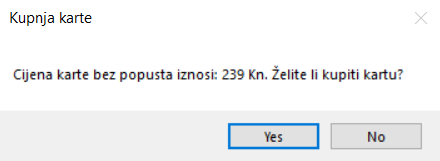 Kupnja karte
Cijena karte bez popusta iznosi: 239 Kn. Želite li kupiti kartu?
Yes
No